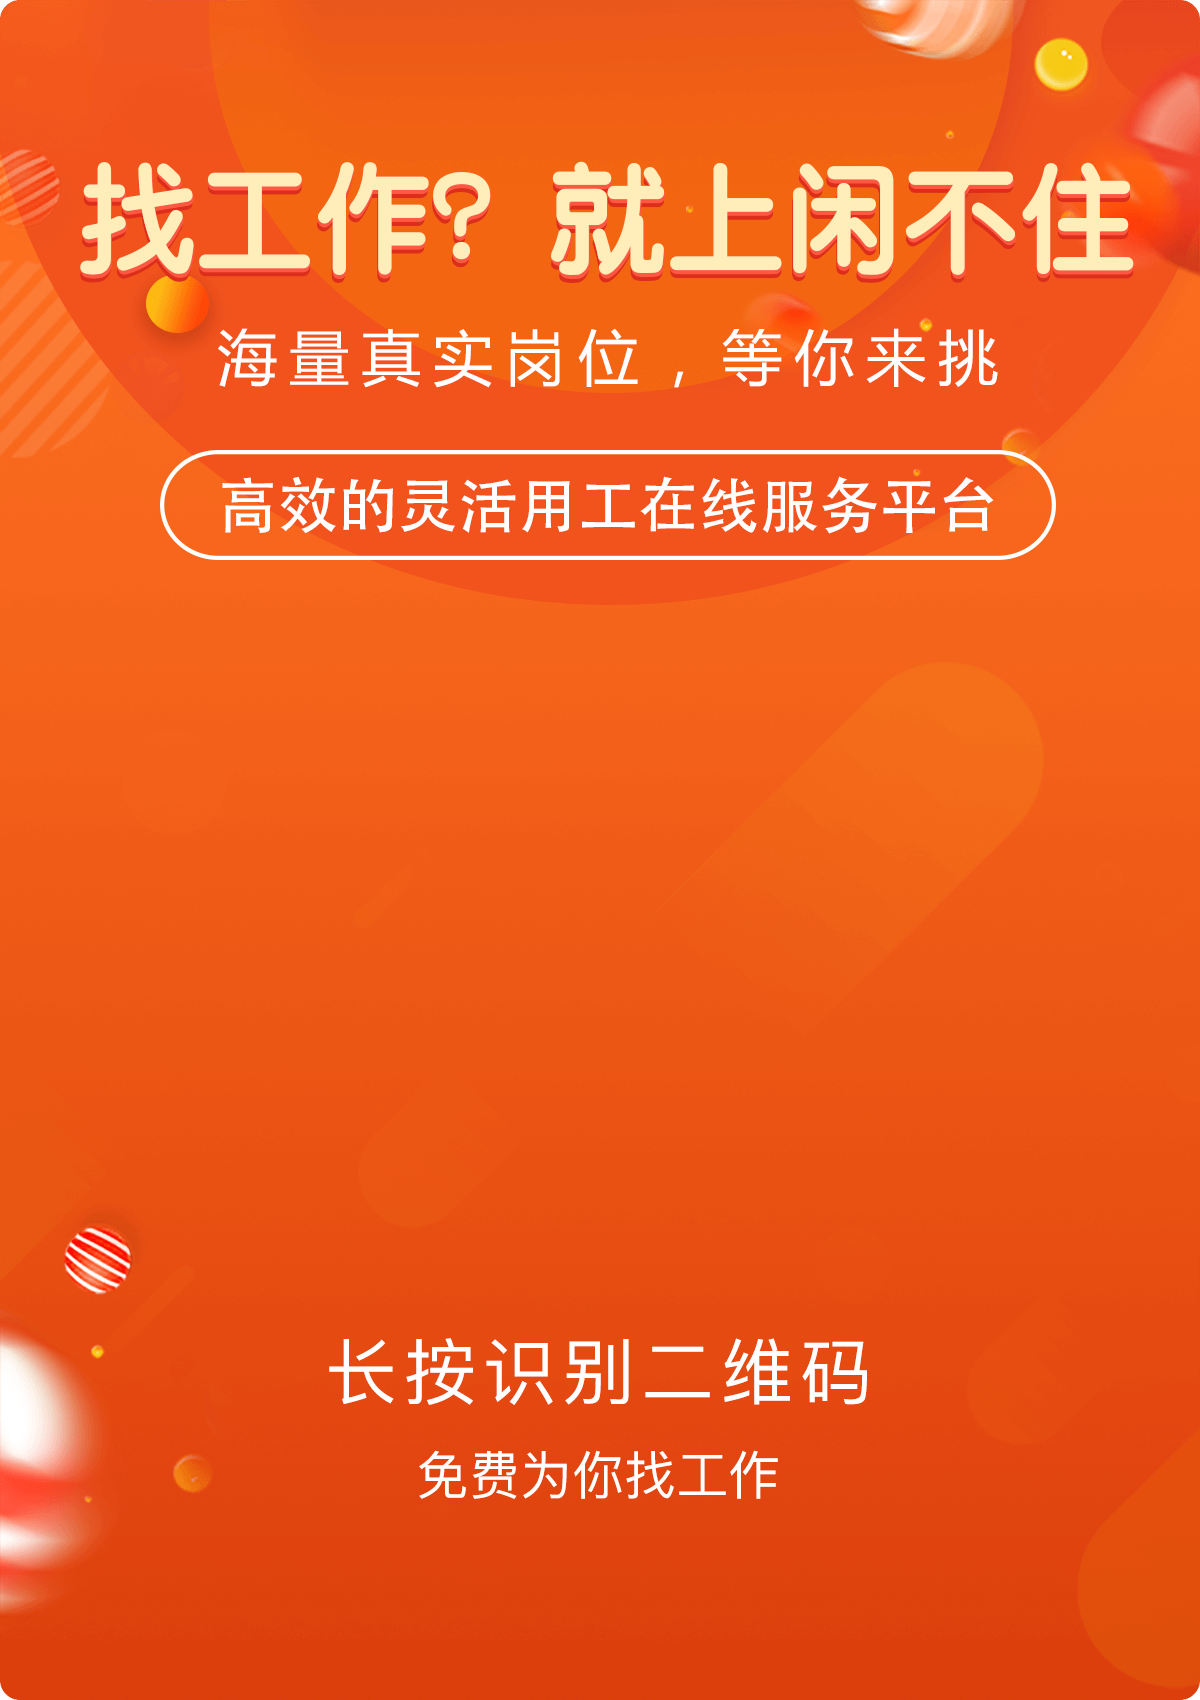 找工作？就上闲不住
海量真实岗位，等你来挑
高效的灵活用工在线服务平台
长按识别二维码
免费为你找工作